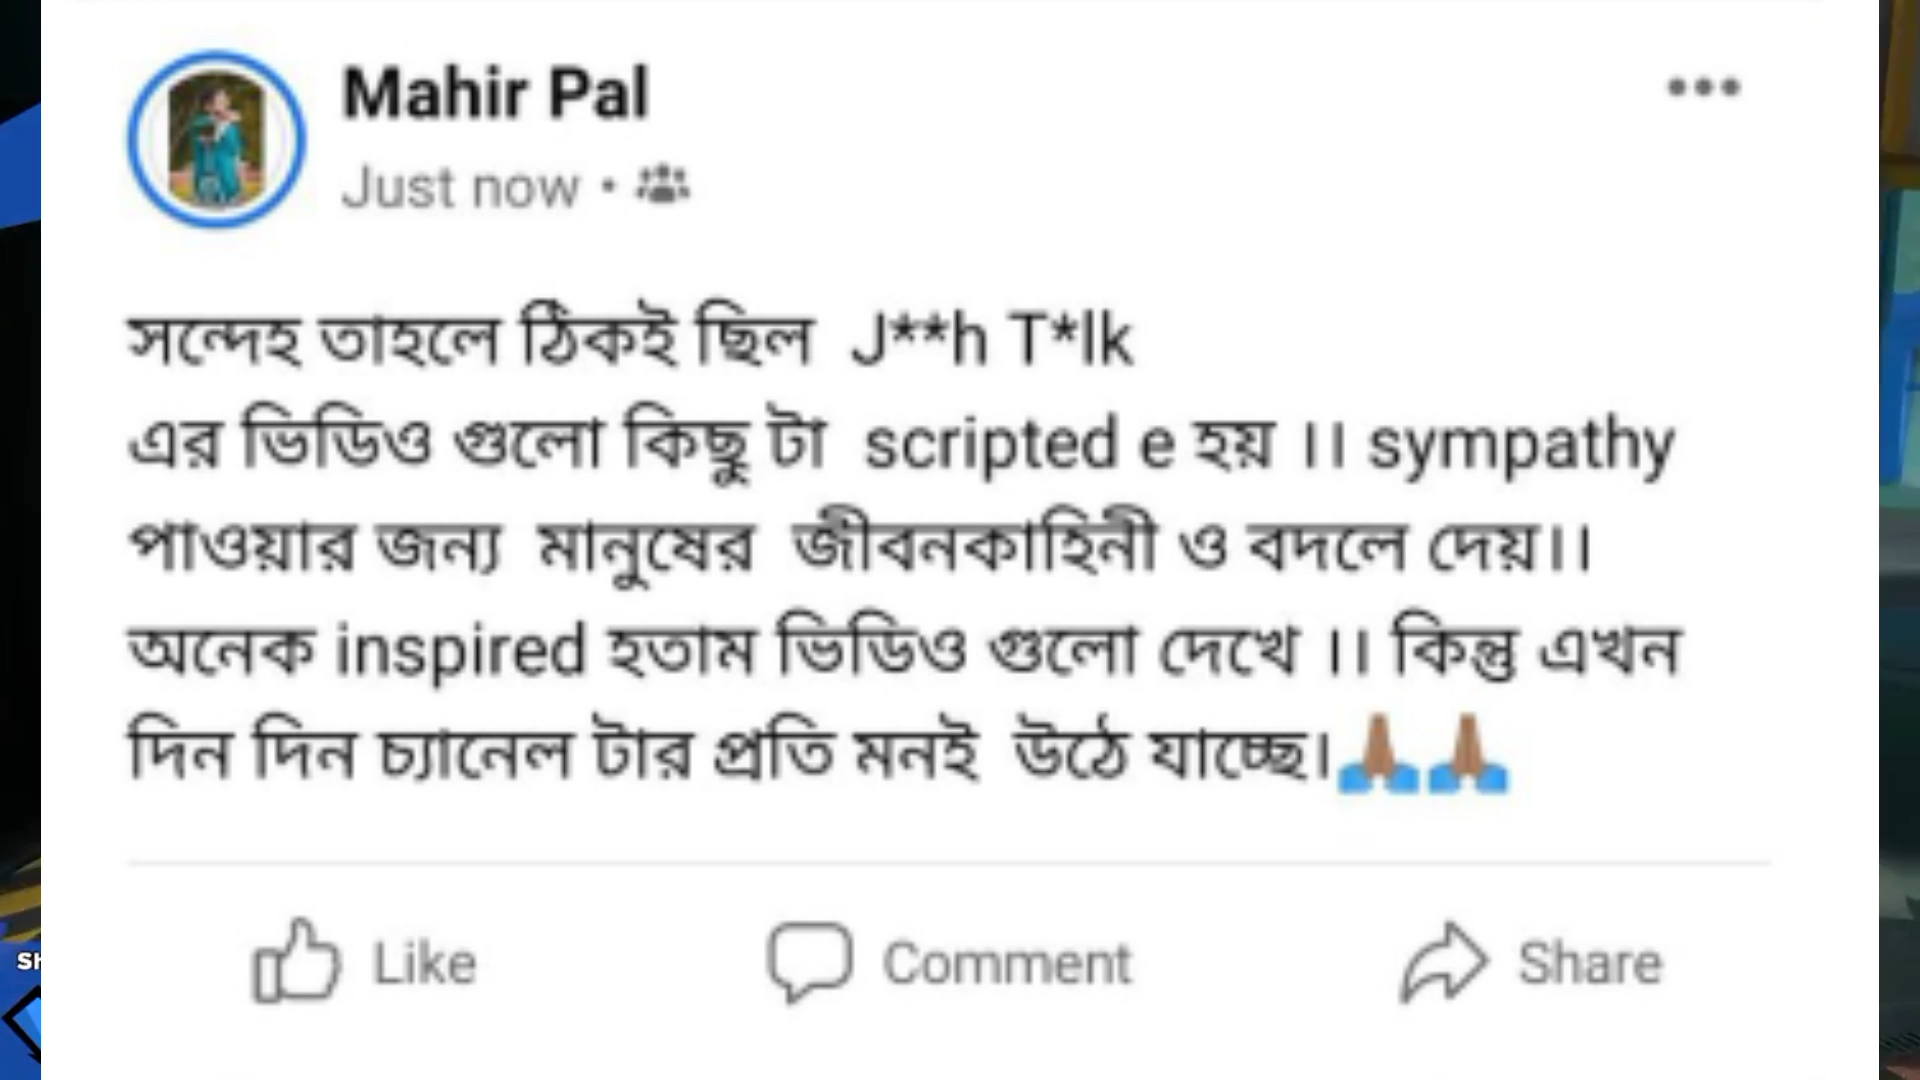 Mahir Pal
Just now •
সন্দেহ তাহলে ঠিকই ছিল J**h T*lk
এর ভিডিও গুলো কিছু টা scripted e হয় ।। sympathy
পাওয়ার জন্য মানুষের জীবনকাহিনী ও বদলে দেয়।।
অনেক inspired হতাম ভিডিও গুলো দেখে ।। কিন্তু এখন
দিন দিন চ্যানেল টার প্রতি মনই উঠে যাচ্ছে।🙏🏾🙏🏾
Like Comment Share